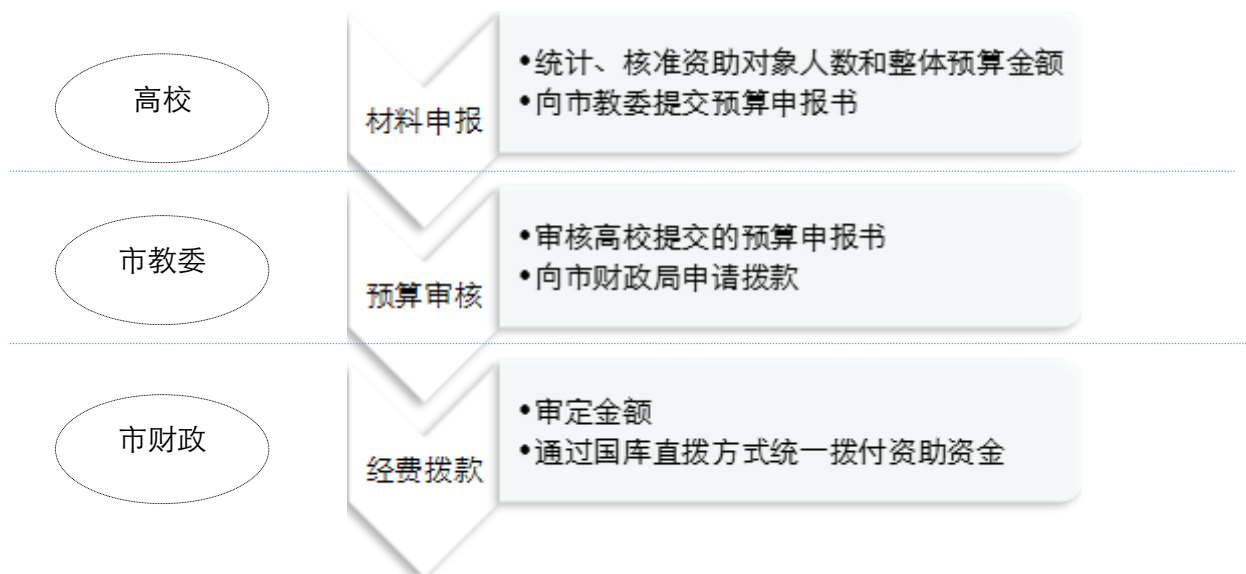 高校
材料申报
•统计、核准资助对象人数和整体预算金额
•向市教委提交预算申报书
市教委
预算审核
•审核高校提交的预算申报书
•向市财政局申请拨款
市财政
经费拨款
•审定金额
•通过国库直拨方式统一拨付资助资金